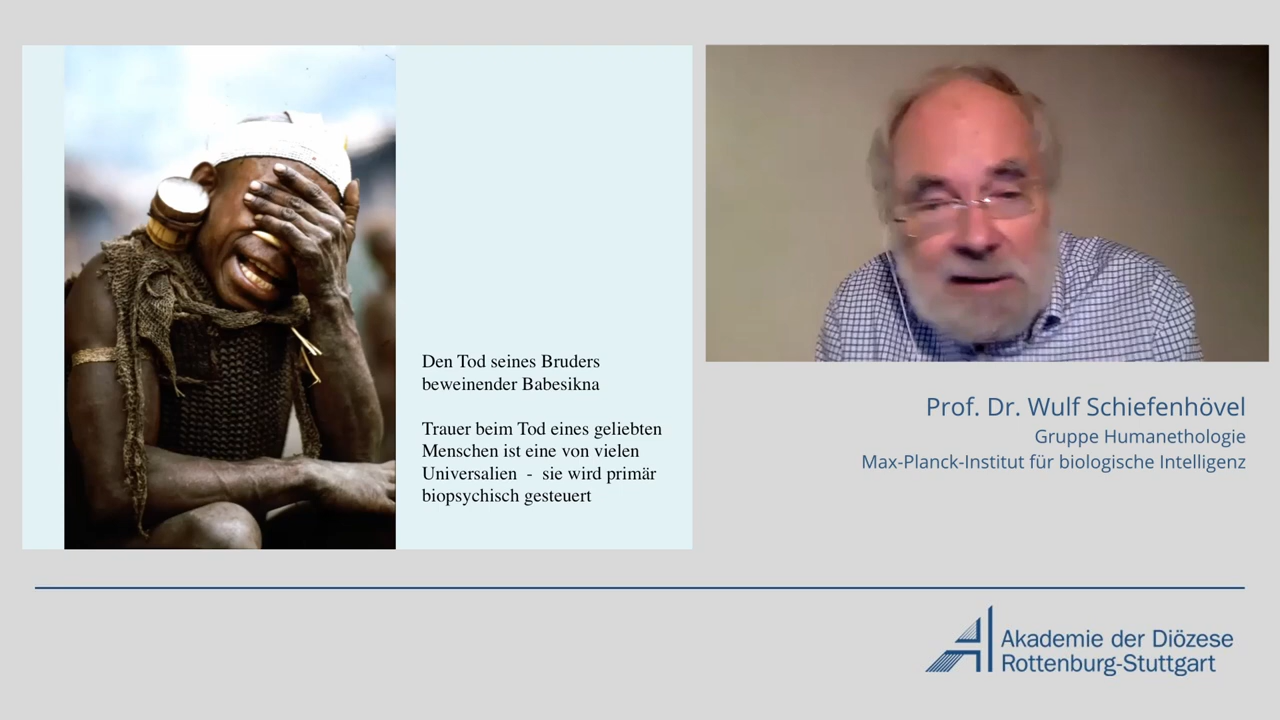 Den Tod seines Bruders
beweinender Babesikna
Trauer beim Tod eines geliebten
Menschen ist eine von vielen
Universalien - sie wird primär
biopsychisch gesteuert
Prof. Dr. Wulf Schiefenhövel
Gruppe Humanethologie
Max-Planck-Institut für biologische Intelligenz
Akademie der Diözese
Rottenburg-Stuttgart